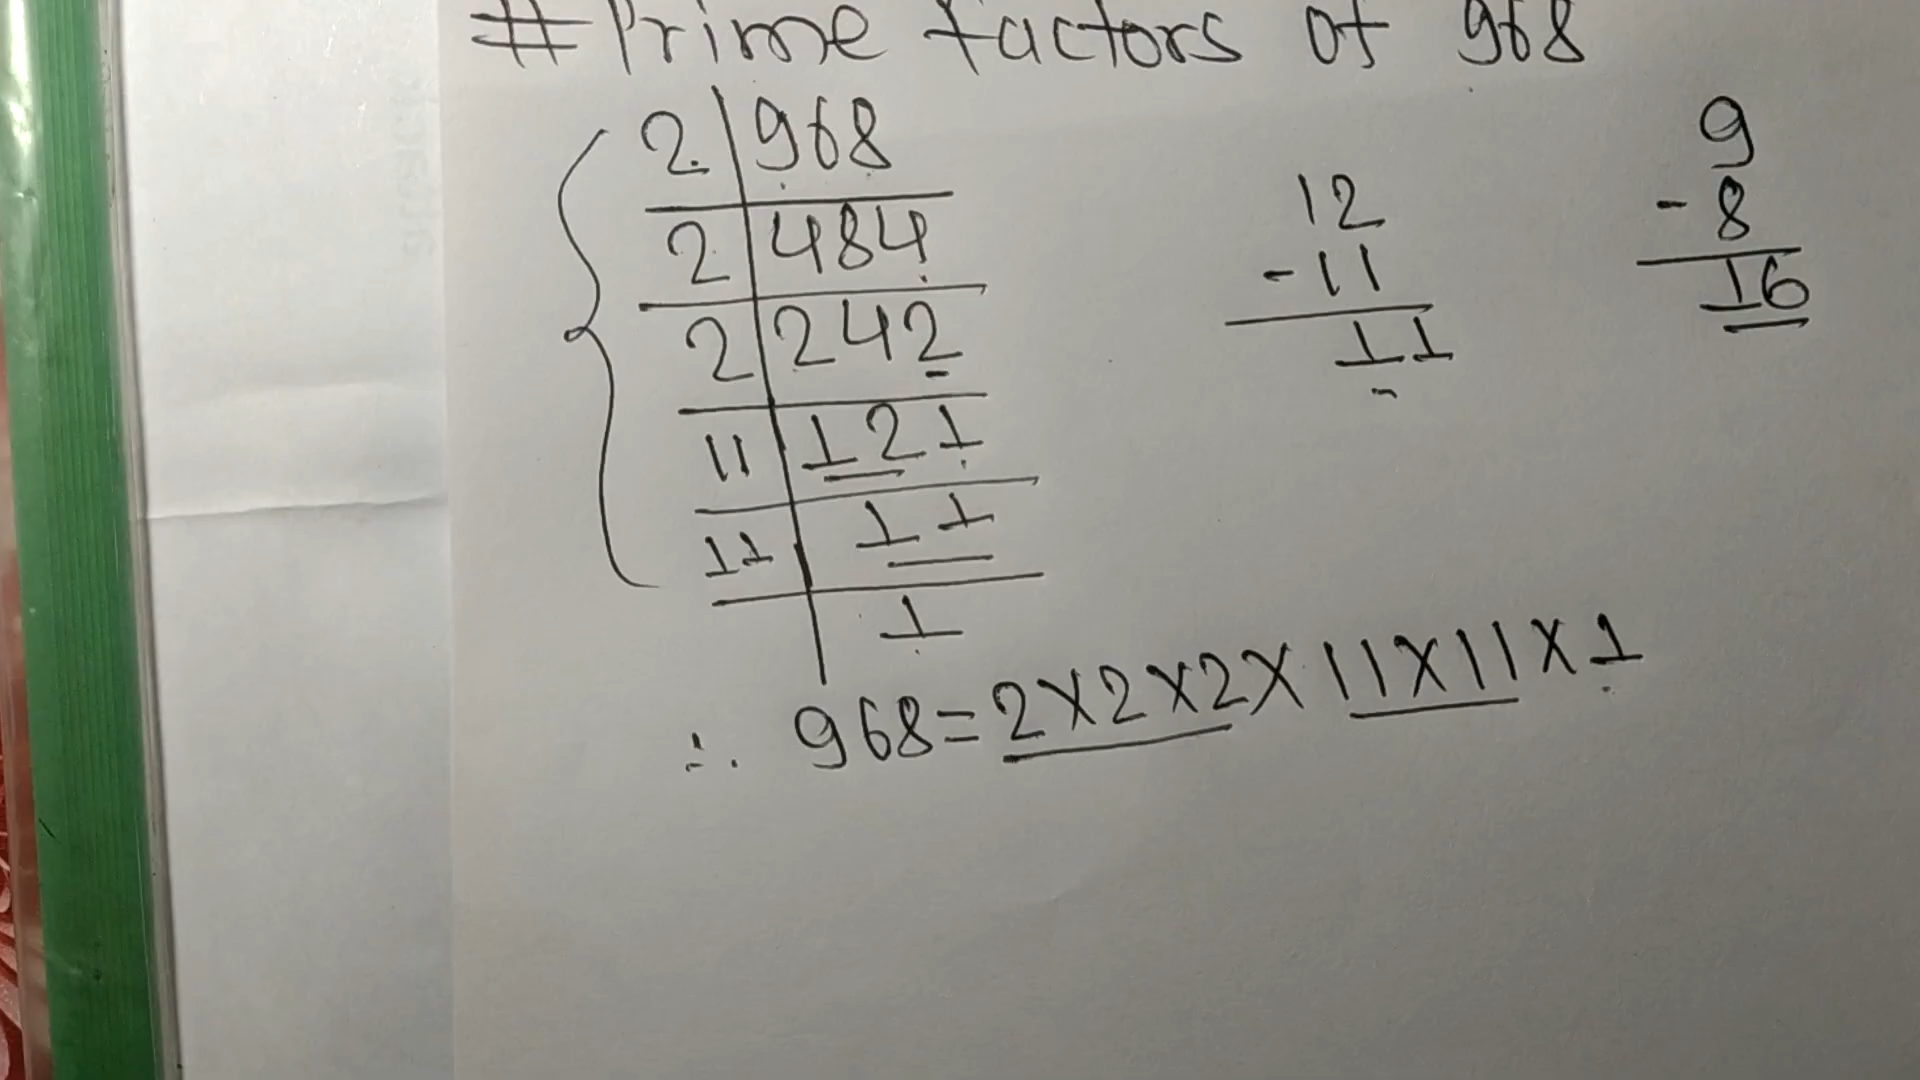 #Prime factors of 968
2 | 968
2 | 484
2 | 242
11 | 121
11 | 11
1
∴ 968=2×2×2×11×11×1
12
-11
11
9
-8
16